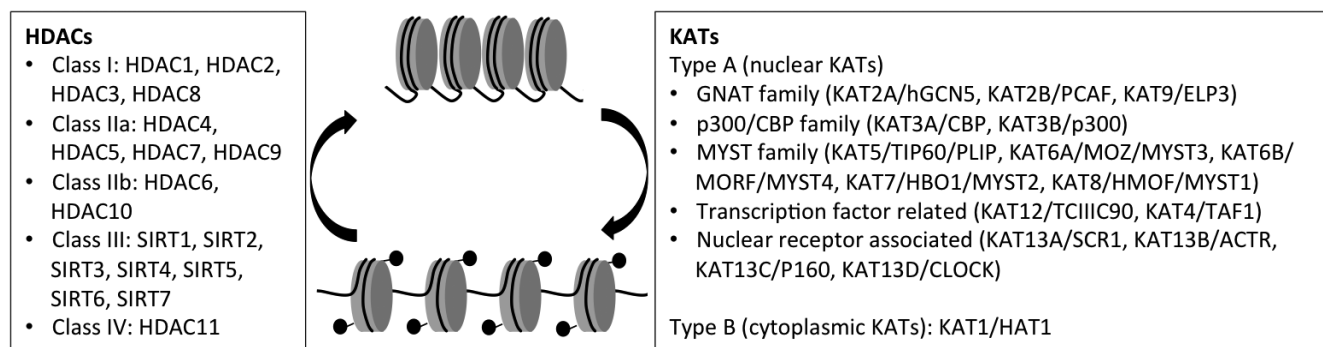 HDACs
• Class I: HDAC1, HDAC2,
HDAC3, HDAC8
• Class IIa: HDAC4,
HDAC5, HDAC7, HDAC9
• Class IIb: HDAC6,
HDAC10
• Class III: SIRT1, SIRT2,
SIRT3, SIRT4, SIRT5,
SIRT6, SIRT7
• Class IV: HDAC11
KATs
Type A (nuclear KATs)
• GNAT family (KAT2A/hGCN5, KAT2B/PCAF, KAT9/ELP3)
• p300/CBP family (KAT3A/CBP, KAT3B/p300)
• MYST family (KAT5/TIP60/PLIP, KAT6A/MOZ/MYST3, KAT6B/
MORF/MYST4, KAT7/HBO1/MYST2, KAT8/HMOF/MYST1)
• Transcription factor related (KAT12/TCIIIC90, KAT4/TAF1)
• Nuclear receptor associated (KAT13A/SCR1, KAT13B/ACTR,
KAT13C/P160, KAT13D/CLOCK)
Type B (cytoplasmic KATs): KAT1/HAT1